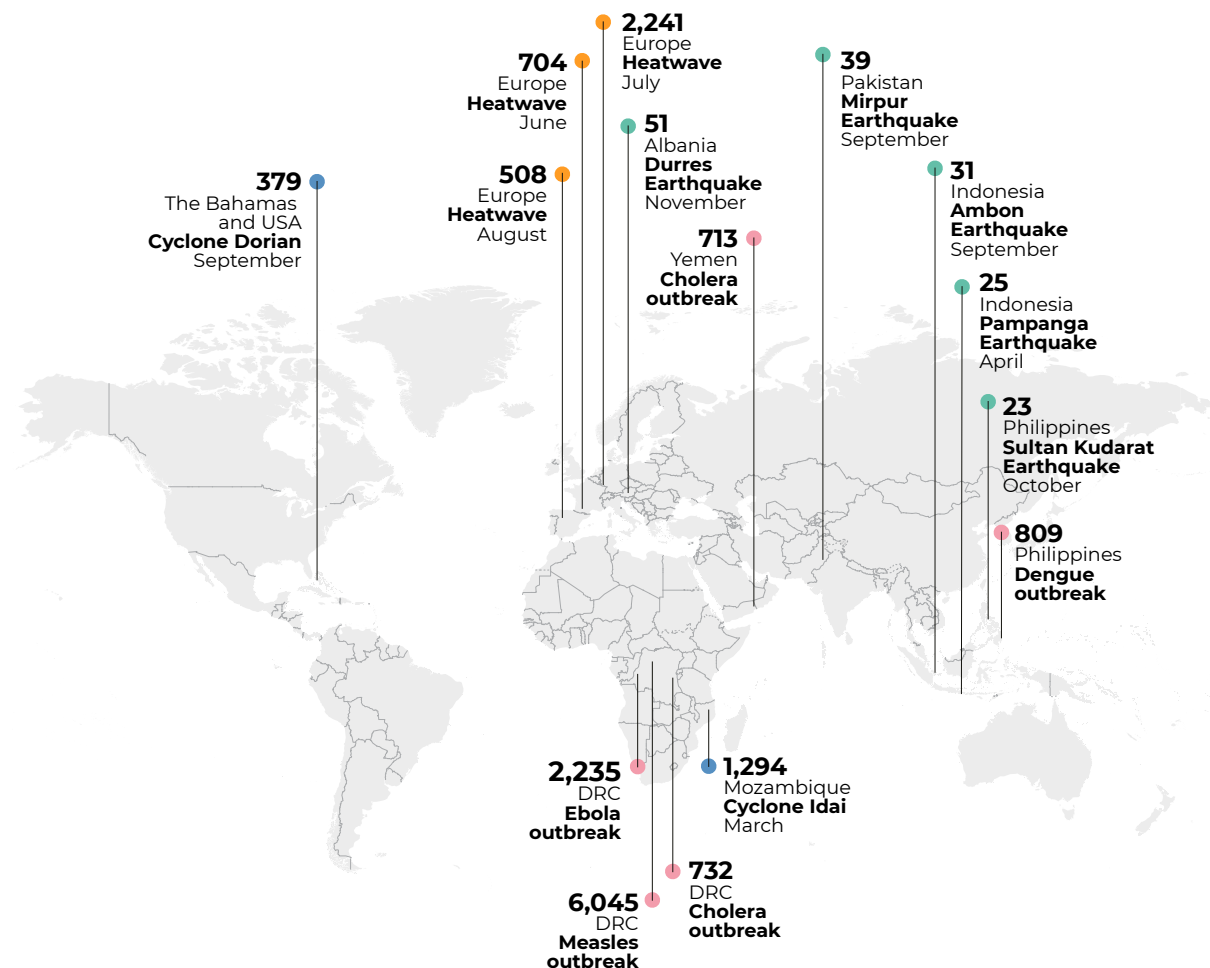 2,241
Europe
Heatwave
July
704
Europe
Heatwave
June
39
Pakistan
Mirpur
Earthquake
September
51
Albania
Durres
Earthquake
November
379
The Bahamas
and USA
Cyclone Dorian
September
508
Europe
Heatwave
August
31
Indonesia
Ambon
Earthquake
September
713
Yemen
Cholera
outbreak
25
Indonesia
Pampanga
Earthquake
April
23
Philippines
Sultan Kudarat
Earthquake
October
809
Philippines
Dengue
outbreak
2,235
DRC
Ebola
outbreak
1,294
Mozambique
Cyclone Idai
March
732
DRC
Cholera
outbreak
6,045
DRC
Measles
outbreak